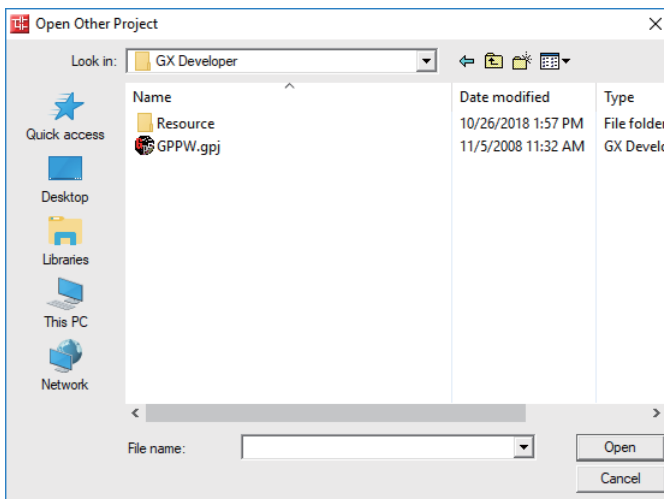 Open Other Project
Look in: GX Developer
Name Date modified Type
Resource 10/26/2018 1:57 PM File folder
GPPW.gpj 11/5/2008 11:32 AM GX Develo
Quick access
Desktop
Libraries
This PC
Network
File name: Open
Cancel